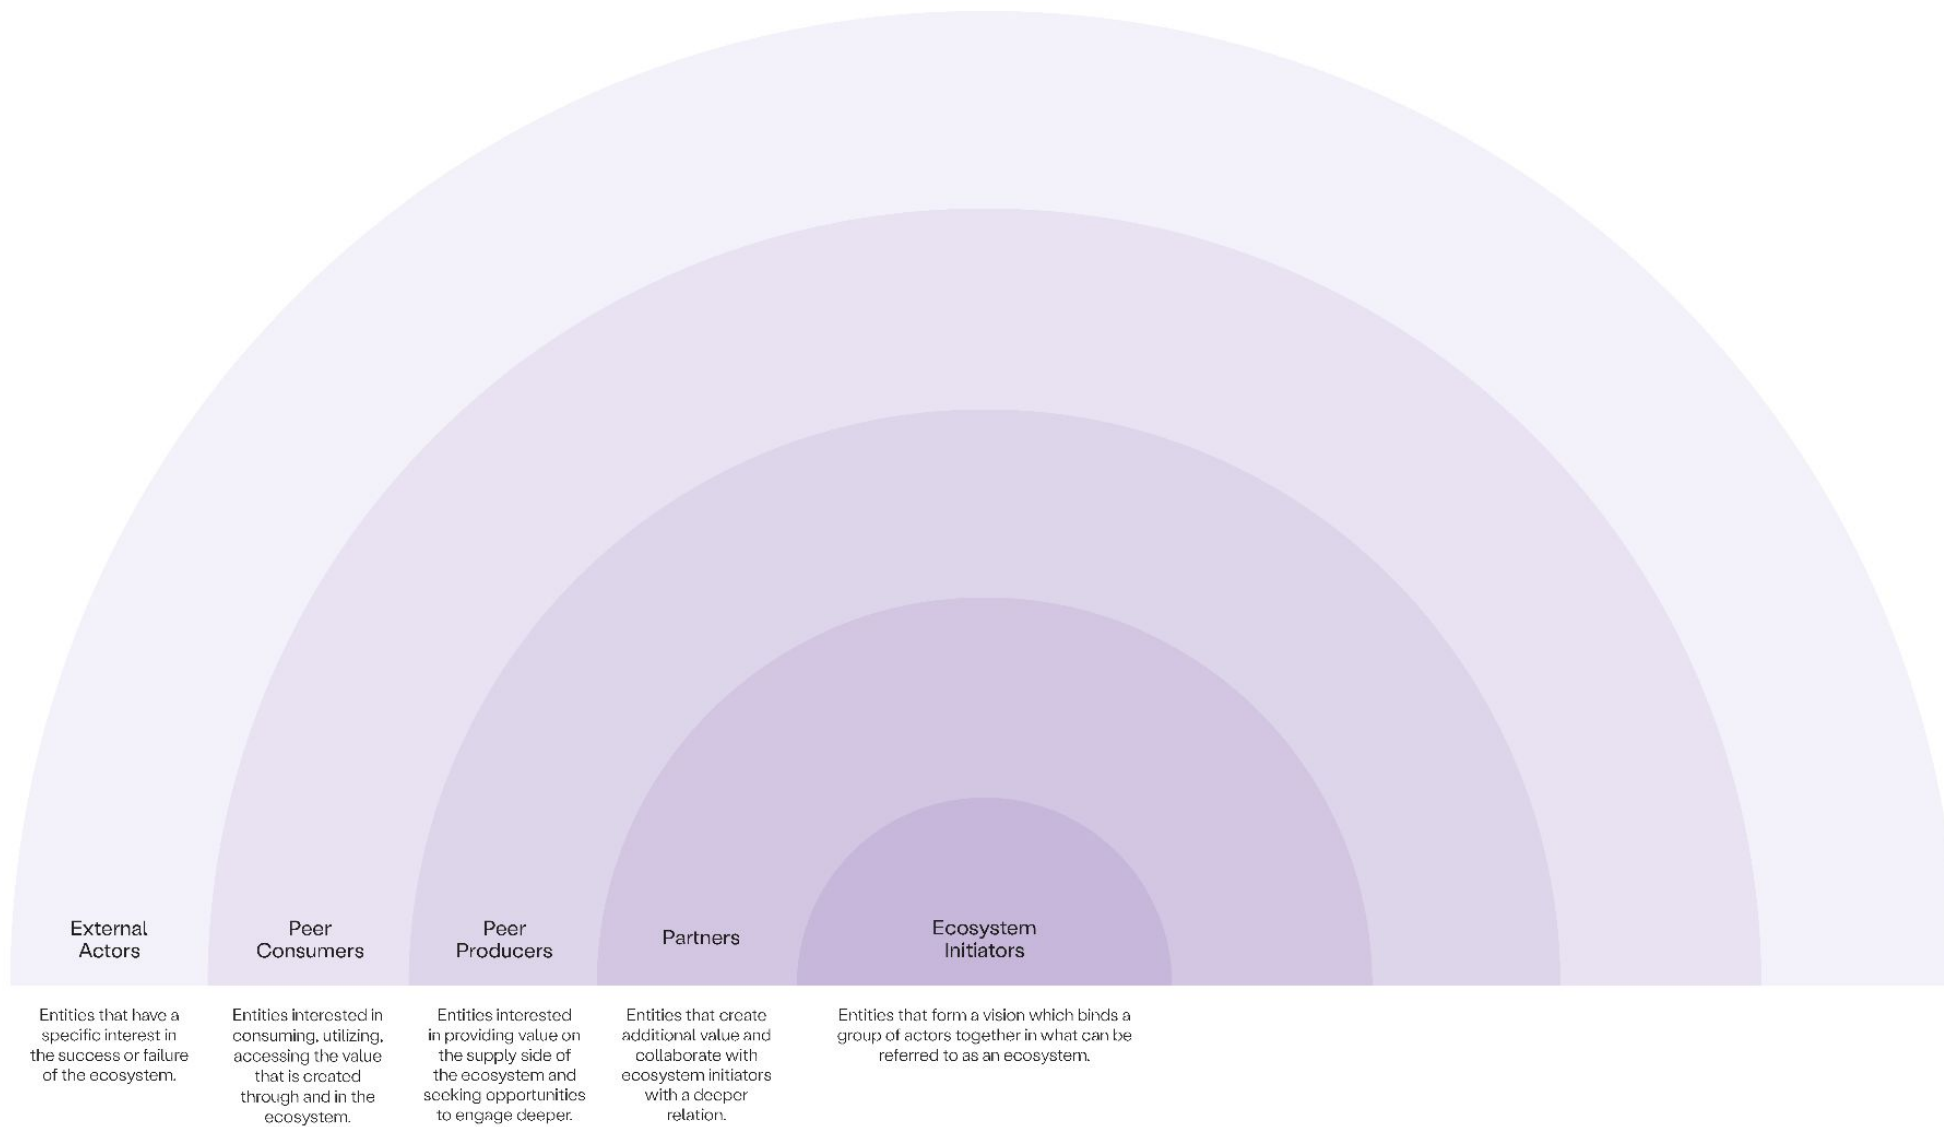 External
Actors
Peer
Consumers
Peer
Producers
Partners
Ecosystem
Initiators
Entities that have a
specific interest in
the success or failure
of the ecosystem.
Entities interested in
consuming, utilizing,
accessing the value
that is created
through and in the
ecosystem.
Entities interested
in providing value on
the supply side of
the ecosystem and
seeking opportunities
to engage deeper.
Entities that create
additional value and
collaborate with
ecosystem initiators
with a deeper
relation.
Entities that form a vision which binds a
group of actors together in what can be
referred to as an ecosystem.